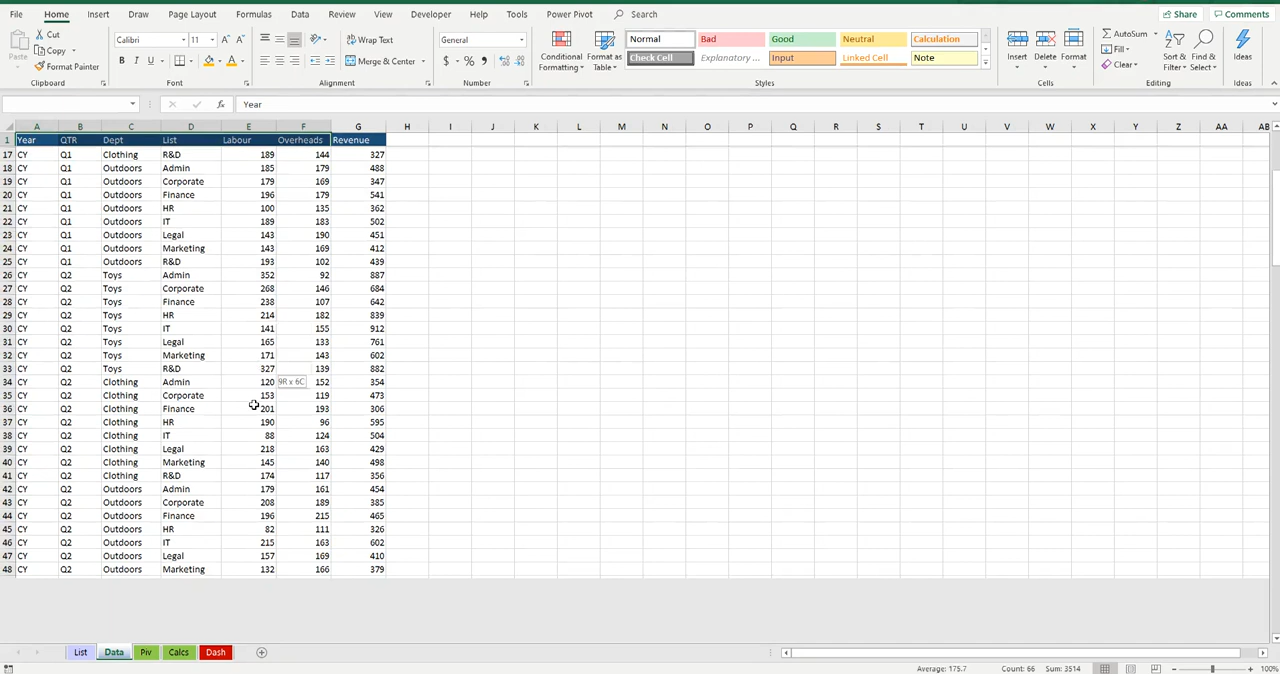 File Home Insert Draw Page Layout Formulas Data Review View Developer Help Tools Power Pivot Search Share Comments
Cut Calibri 11 Wrap Text General Normal Bad Good Neutral Calculation AutoSum
Copy Fill
Paste Format Painter Merge & Center Conditional Formatting Format as Table Check Cell Explanatory ... Input Linked Cell Note Insert Delete Format Clear Sort & Filter Find & Select Ideas
Clipboard Font Alignment Number Styles Cells Editing Ideas
fx Year
A B C D E F G H I J K L M N O P Q R S T U V W X Y Z AA AB
1 Year QTR Dept List Labour Overheads Revenue
17 CY Q1 Clothing R&D 189 144 327
18 CY Q1 Outdoors Admin 185 179 488
19 CY Q1 Outdoors Corporate 179 169 347
20 CY Q1 Outdoors Finance 196 179 541
21 CY Q1 Outdoors HR 100 135 362
22 CY Q1 Outdoors IT 189 183 502
23 CY Q1 Outdoors Legal 143 190 451
24 CY Q1 Outdoors Marketing 143 169 412
25 CY Q1 Outdoors R&D 193 102 439
26 CY Q2 Toys Admin 352 92 887
27 CY Q2 Toys Corporate 268 146 684
28 CY Q2 Toys Finance 238 107 642
29 CY Q2 Toys HR 214 182 839
30 CY Q2 Toys IT 141 155 912
31 CY Q2 Toys Legal 165 133 761
32 CY Q2 Toys Marketing 171 143 602
33 CY Q2 Toys R&D 327 139 882
34 CY Q2 Clothing Admin 120 9R x 6C 152 354
35 CY Q2 Clothing Corporate 153 119 473
36 CY Q2 Clothing Finance 201 193 306
37 CY Q2 Clothing HR 190 96 595
38 CY Q2 Clothing IT 88 124 504
39 CY Q2 Clothing Legal 218 163 429
40 CY Q2 Clothing Marketing 145 140 498
41 CY Q2 Clothing R&D 174 117 356
42 CY Q2 Outdoors Admin 179 161 454
43 CY Q2 Outdoors Corporate 208 189 385
44 CY Q2 Outdoors Finance 196 215 465
45 CY Q2 Outdoors HR 82 111 326
46 CY Q2 Outdoors IT 215 163 602
47 CY Q2 Outdoors Legal 157 169 410
48 CY Q2 Outdoors Marketing 132 166 379
List Data Piv Calcs Dash
Average: 175.7 Count: 66 Sum: 3514 100%